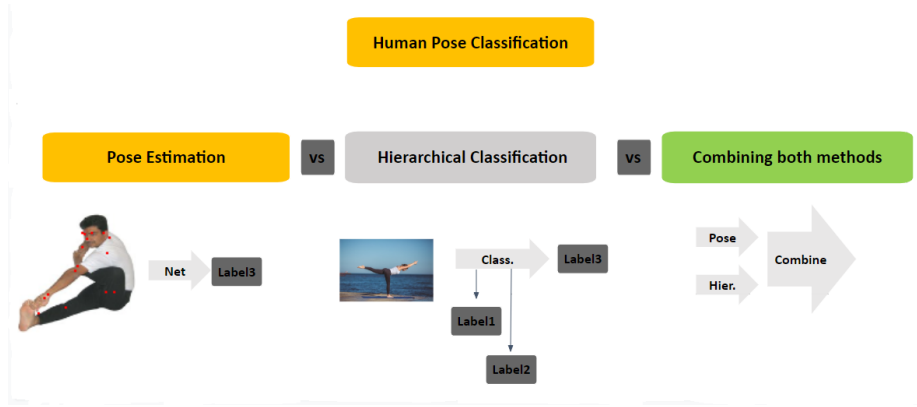 Human Pose Classification
Pose Estimation
vs
Hierarchical Classification
vs
Combining both methods
Net
Label3
Class.
Label3
Label1
Label2
Pose
Hier.
Combine